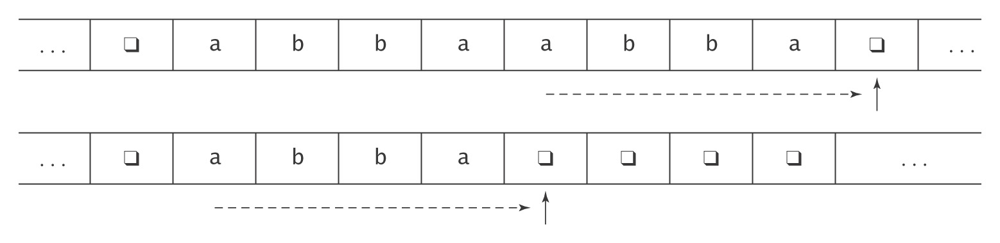 ... ❑ a b b a a b b a ❑ ...
... ❑ a b b a ❑ ❑ ❑ ❑ ...